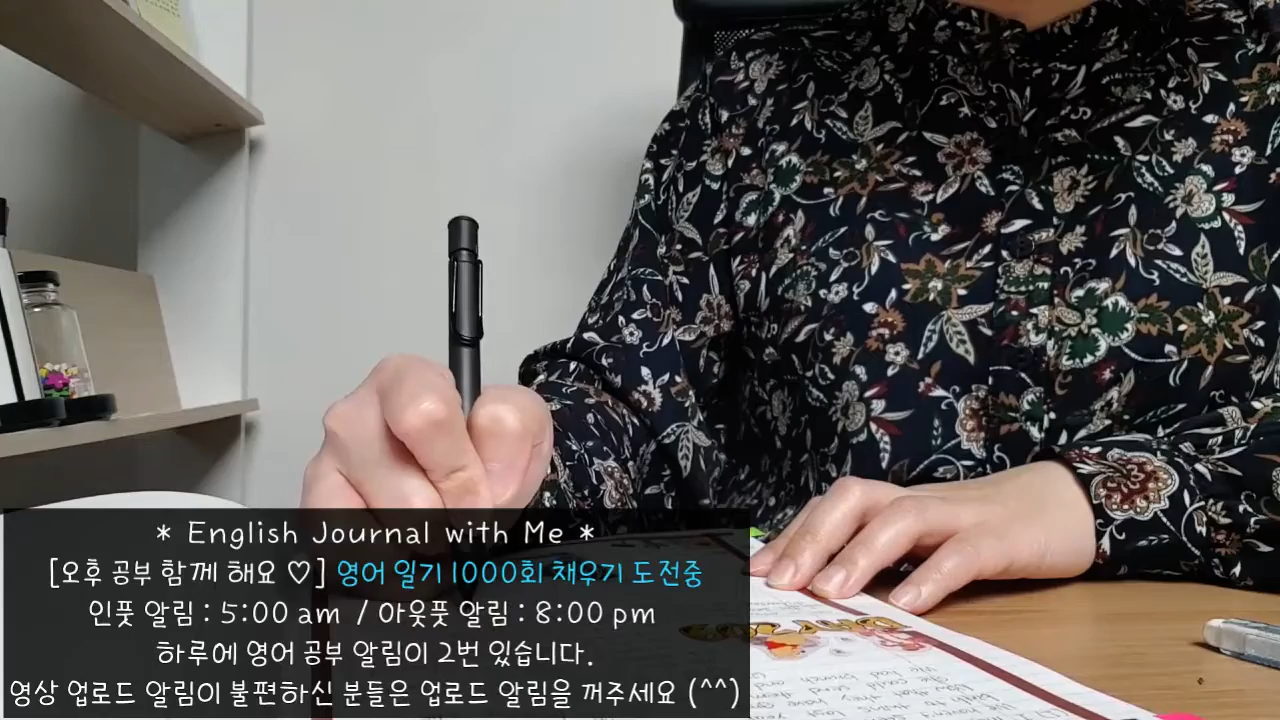 * English Journal with Me *
[오후 공부 함께 해요 ♡] 영어 일기 1000회 채우기 도전중
인풋 알림 : 5:00 am / 아웃풋 알림 : 8:00 pm
하루에 영어 공부 알림이 2번 있습니다.
영상 업로드 알림이 불편하신 분들은 업로드 알림을 꺼주세요 (^^)